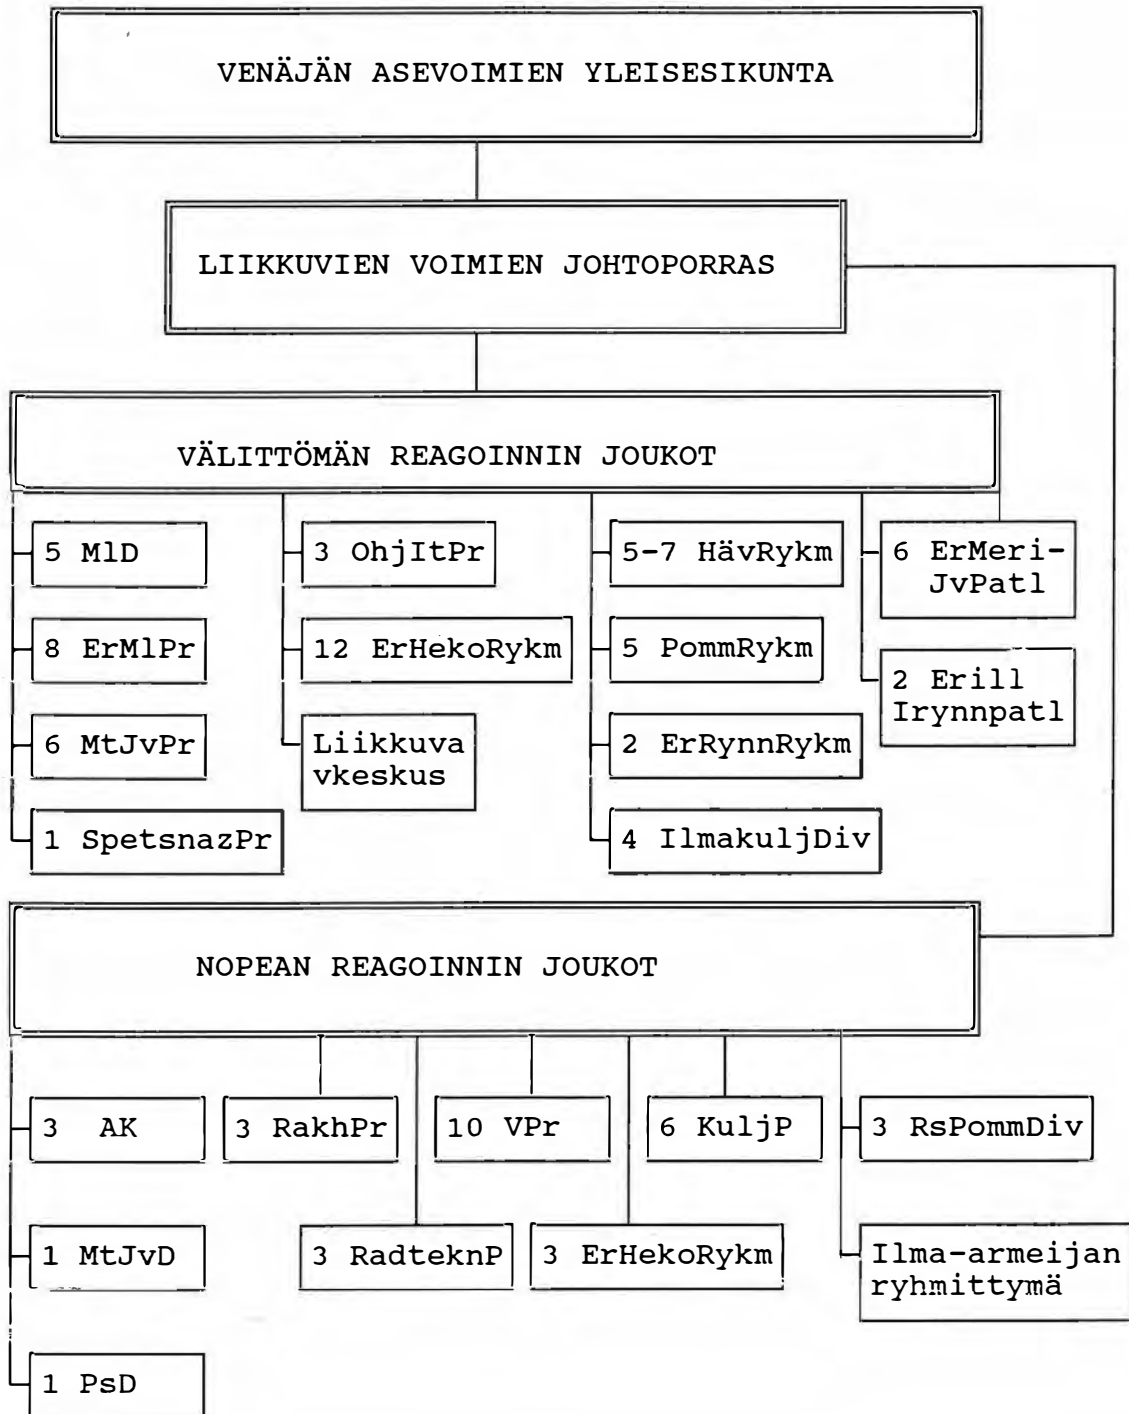 VENÄJÄN ASEVOIMIEN YLEISESIKUNTA
LIIKKUVIEN VOIMIEN JOHTOPORRAS
VÄLITTÖMÄN REAGOINNIN JOUKOT
5 MlD
8 ErMlPr
6 MtJvPr
1 SpetsnazPr
3 OhjItPr
12 ErHekoRykm
Liikkuva
vkeskus
5-7 HävRykm
5 PommRykm
2 ErRynnRykm
4 IlmakuljDiv
6 ErMeri-
JvPatl
2 Erill
Irynnpatl
NOPEAN REAGOINNIN JOUKOT
3 AK
1 MtJvD
1 PsD
3 RakhPr
3 RadteknP
10 VPr
3 ErHekoRykm
6 KuljP
3 RsPommDiv
Ilma-armeijan
ryhmittymä